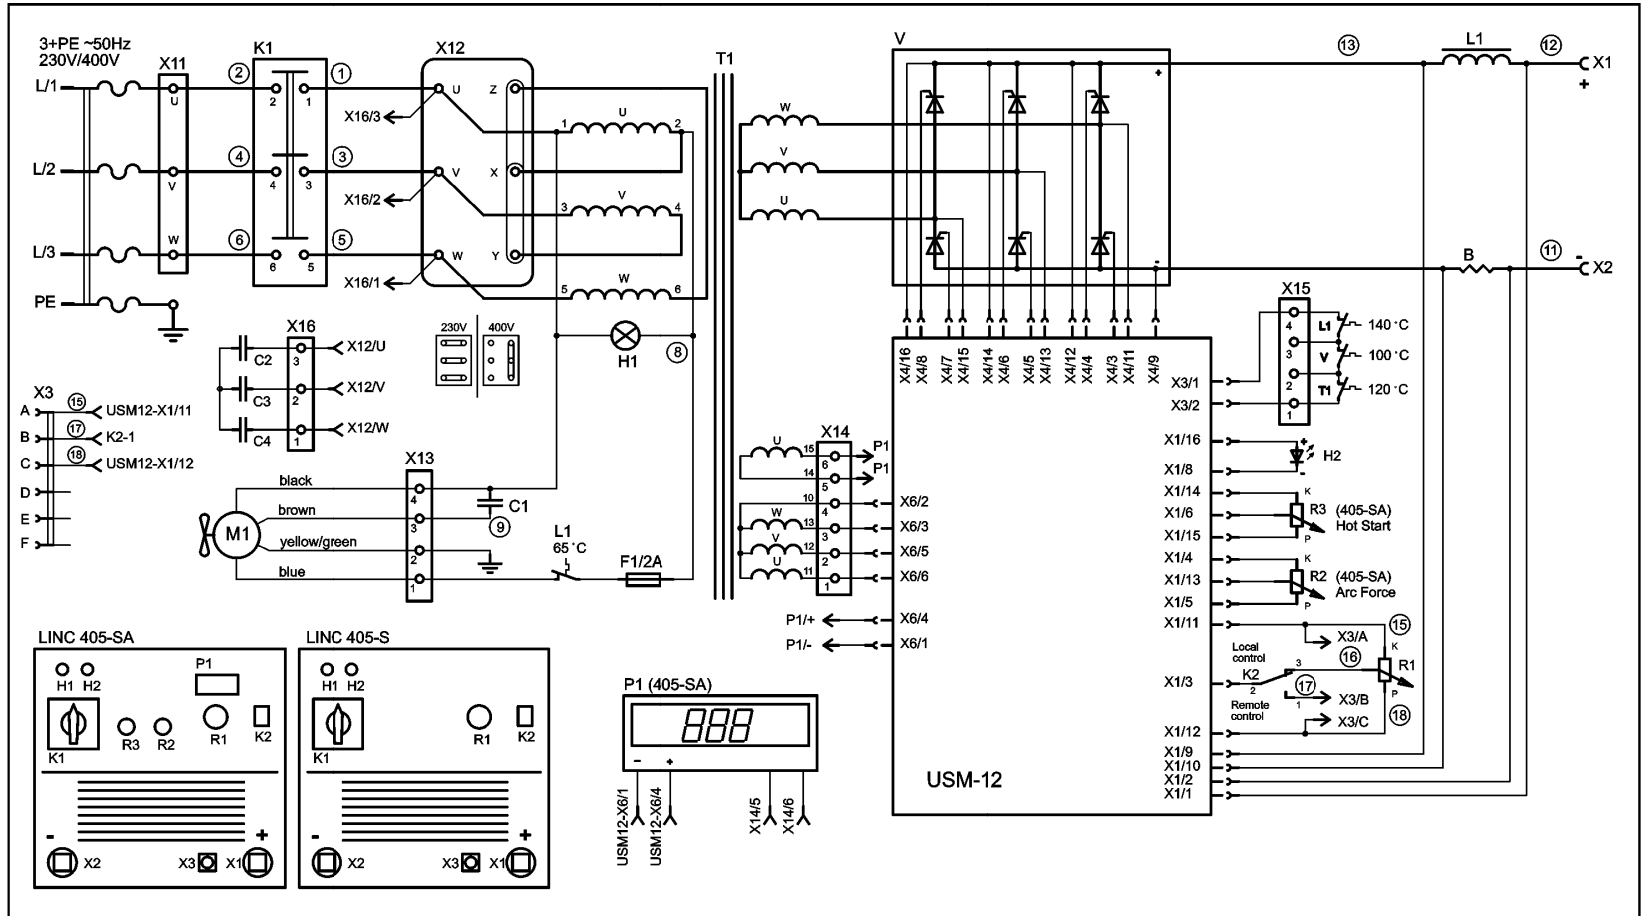 3+PE ~50Hz
230V/400V
L/1
L/2
L/3
PE
X11
U
V
W
K1
2
4
6
1
3
5
2
1
4
3
6
5
X12
U
V
W
Z
X
Y
X16/3
X16/2
X16/1
1 U 2
3 V 4
5 W 6
H1
8
T1
W
V
U
V
+
-
13
L1
12
X1
+
B
11
-
X2
X16
C2 3 X12/U
C3 2 X12/V
C4 1 X12/W
230V 400V
X3
A 15 USM12-X1/11
B 17 K2-1
C 18 USM12-X1/12
D
E
F
X13
black 4
brown 3
yellow/green 2
blue 1
M1
C1
9
L1
65°C
F1/2A
X14
U 15 6 P1
14 5 P1
10 4 X6/2
W 13 3 X6/3
V 12 2 X6/5
U 11 1 X6/6
P1/+ X6/4
P1/- X6/1
X4/16
X4/8
X4/7
X4/15
X4/14
X4/6
X4/5
X4/13
X4/12
X4/4
X4/3
X4/11
X4/9
USM-12
X3/1
X3/2
X1/16
X1/8
X1/14
X1/6
X1/15
X1/4
X1/13
X1/5
X1/11
X1/3
X1/12
X1/9
X1/10
X1/2
X1/1
X15
4
3
2
1
L1 140°C
V 100°C
T1 120°C
+
-
H2
K
R3 (405-SA)
Hot Start
P
K
R2 (405-SA)
Arc Force
P
15
X3/A
K
Local
control
16
R1
K2
3
2
1
17
X3/B
P
Remote
control
X3/C
18
LINC 405-SA
H1 H2
P1
R3 R2 R1 K2
K1
- +
X2 X3 X1
LINC 405-S
H1 H2
R1 K2
K1
- +
X2 X3 X1
P1 (405-SA)
888
- +
USM12-X6/1
USM12-X6/4
X14/5
X14/6